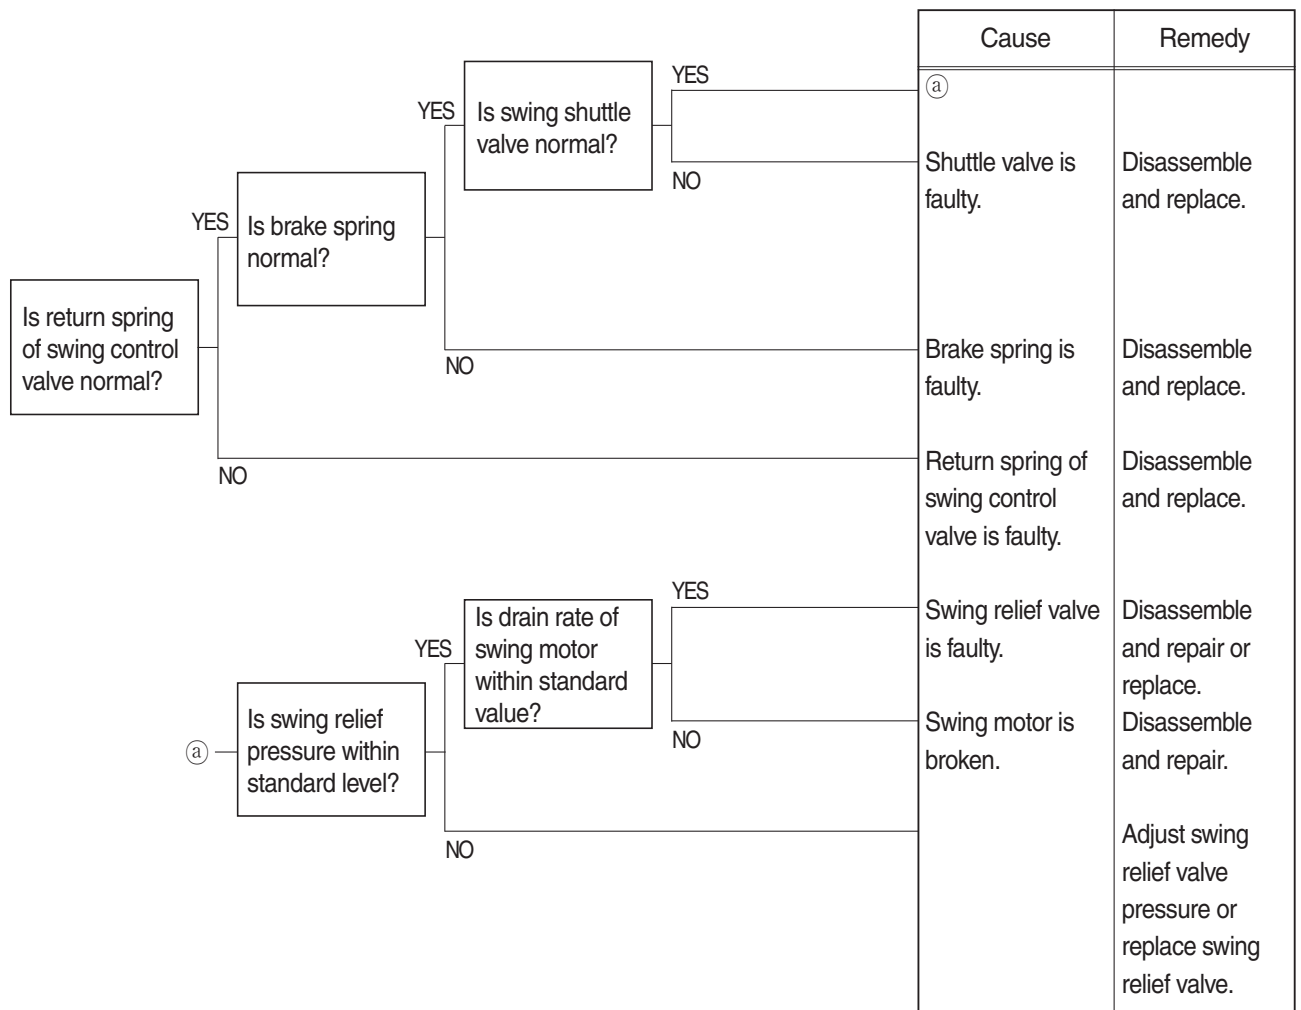 Cause
Remedy
YES
ⓐ
YES
Is swing shuttle
valve normal?
Shuttle valve is
faulty.
Disassemble
and replace.
NO
YES
Is brake spring
normal?
Is return spring
of swing control
valve normal?
NO
Brake spring is
faulty.
Disassemble
and replace.
NO
Return spring of
swing control
valve is faulty.
Disassemble
and replace.
YES
Is drain rate of
swing motor
within standard
value?
Swing relief valve
is faulty.
Disassemble
and repair or
replace.
YES
NO
Swing motor is
broken.
Disassemble
and repair.
ⓐ
Is swing relief
pressure within
standard level?
NO
Adjust swing
relief valve
pressure or
replace swing
relief valve.